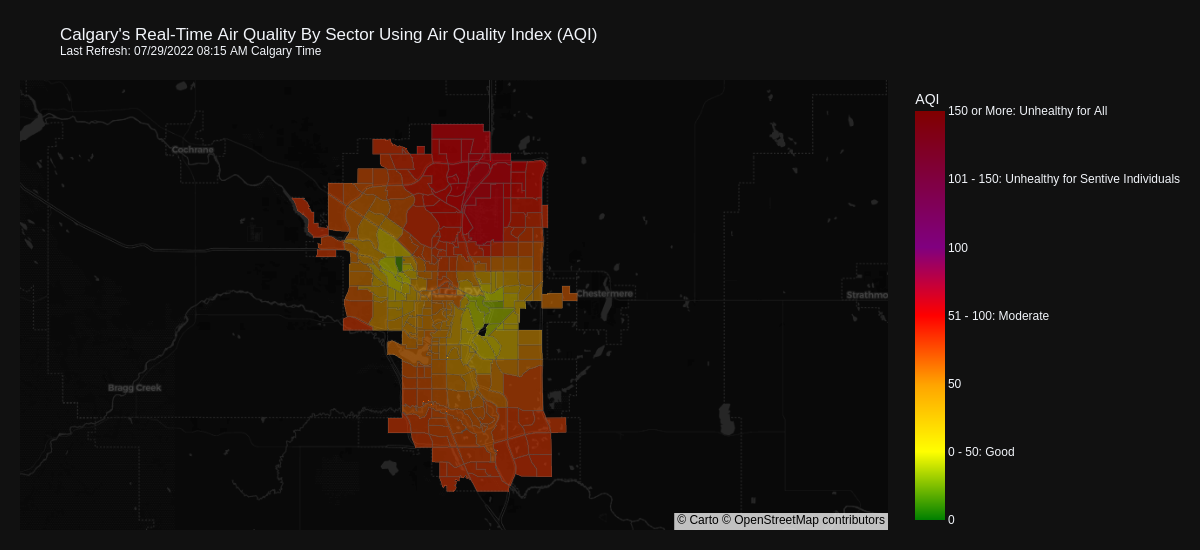 Calgary's Real-Time Air Quality By Sector Using Air Quality Index (AQI)
Last Refresh: 07/29/2022 08:15 AM Calgary Time
AQI
150 or More: Unhealthy for All
Cochrane
101 - 150: Unhealthy for Sentive Individuals
100
CALGARY
Chestermere
Strathmo
51 - 100: Moderate
50
Bragg Creek
0 - 50: Good
0
© Carto © OpenStreetMap contributors